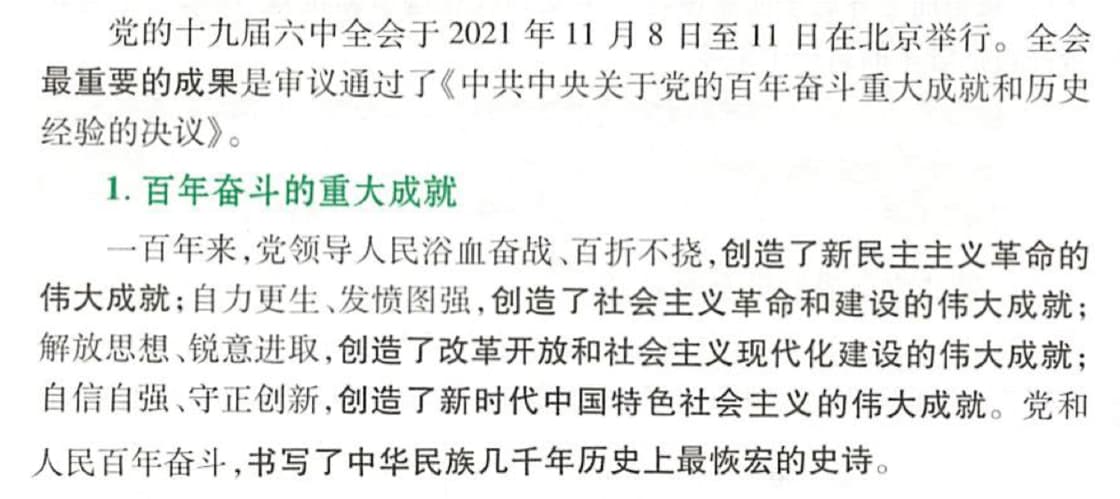 党的十九届六中全会于 2021 年 11 月 8 日至 11 日在北京举行。全会
最重要的成果是审议通过了《中共中央关于党的百年奋斗重大成就和历史
经验的决议》。
1. 百年奋斗的重大成就
一百年来,党领导人民浴血奋战、百折不挠,创造了新民主主义革命的
伟大成就;自力更生、发愤图强,创造了社会主义革命和建设的伟大成就;
解放思想、锐意进取,创造了改革开放和社会主义现代化建设的伟大成就;
自信自强、守正创新,创造了新时代中国特色社会主义的伟大成就。党和
人民百年奋斗,书写了中华民族几千年历史上最恢宏的史诗。